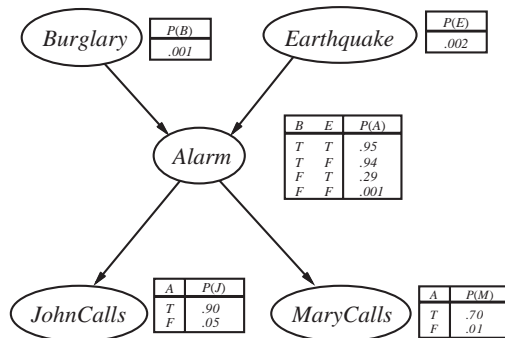 Burglary
P(B)
.001
Earthquake
P(E)
.002
Alarm
B E P(A)
T T .95
T F .94
F T .29
F F .001
JohnCalls
A P(J)
T .90
F .05
MaryCalls
A P(M)
T .70
F .01